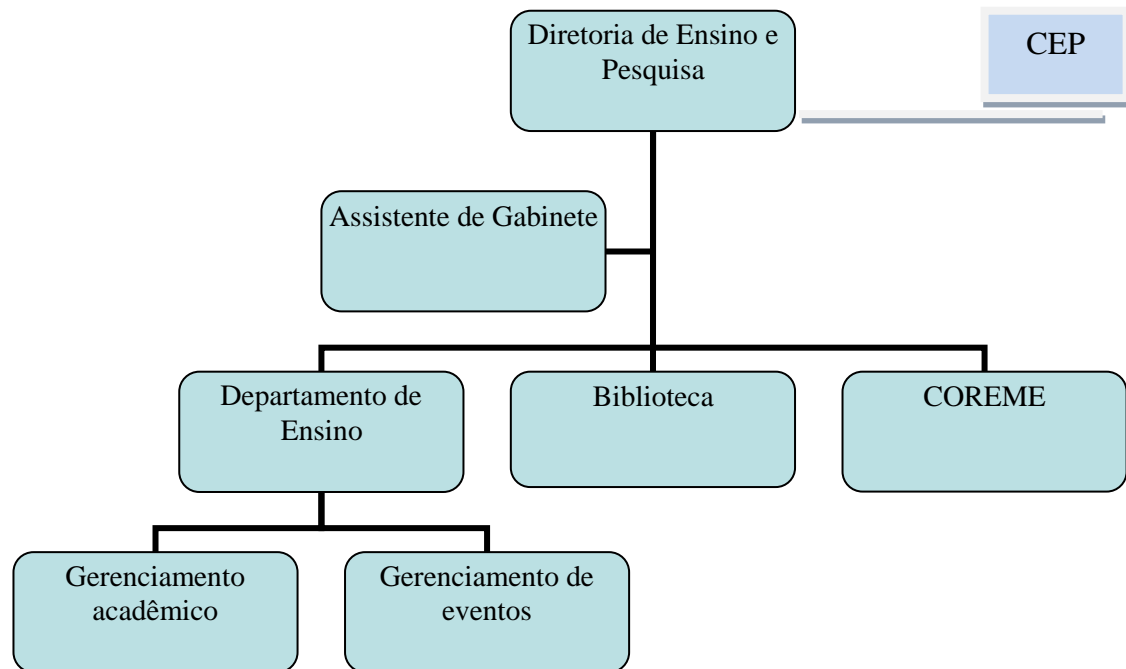 Diretoria de Ensino e
Pesquisa
CEP
Assistente de Gabinete
Departamento de
Ensino
Biblioteca
COREME
Gerenciamento
acadêmico
Gerenciamento de
eventos